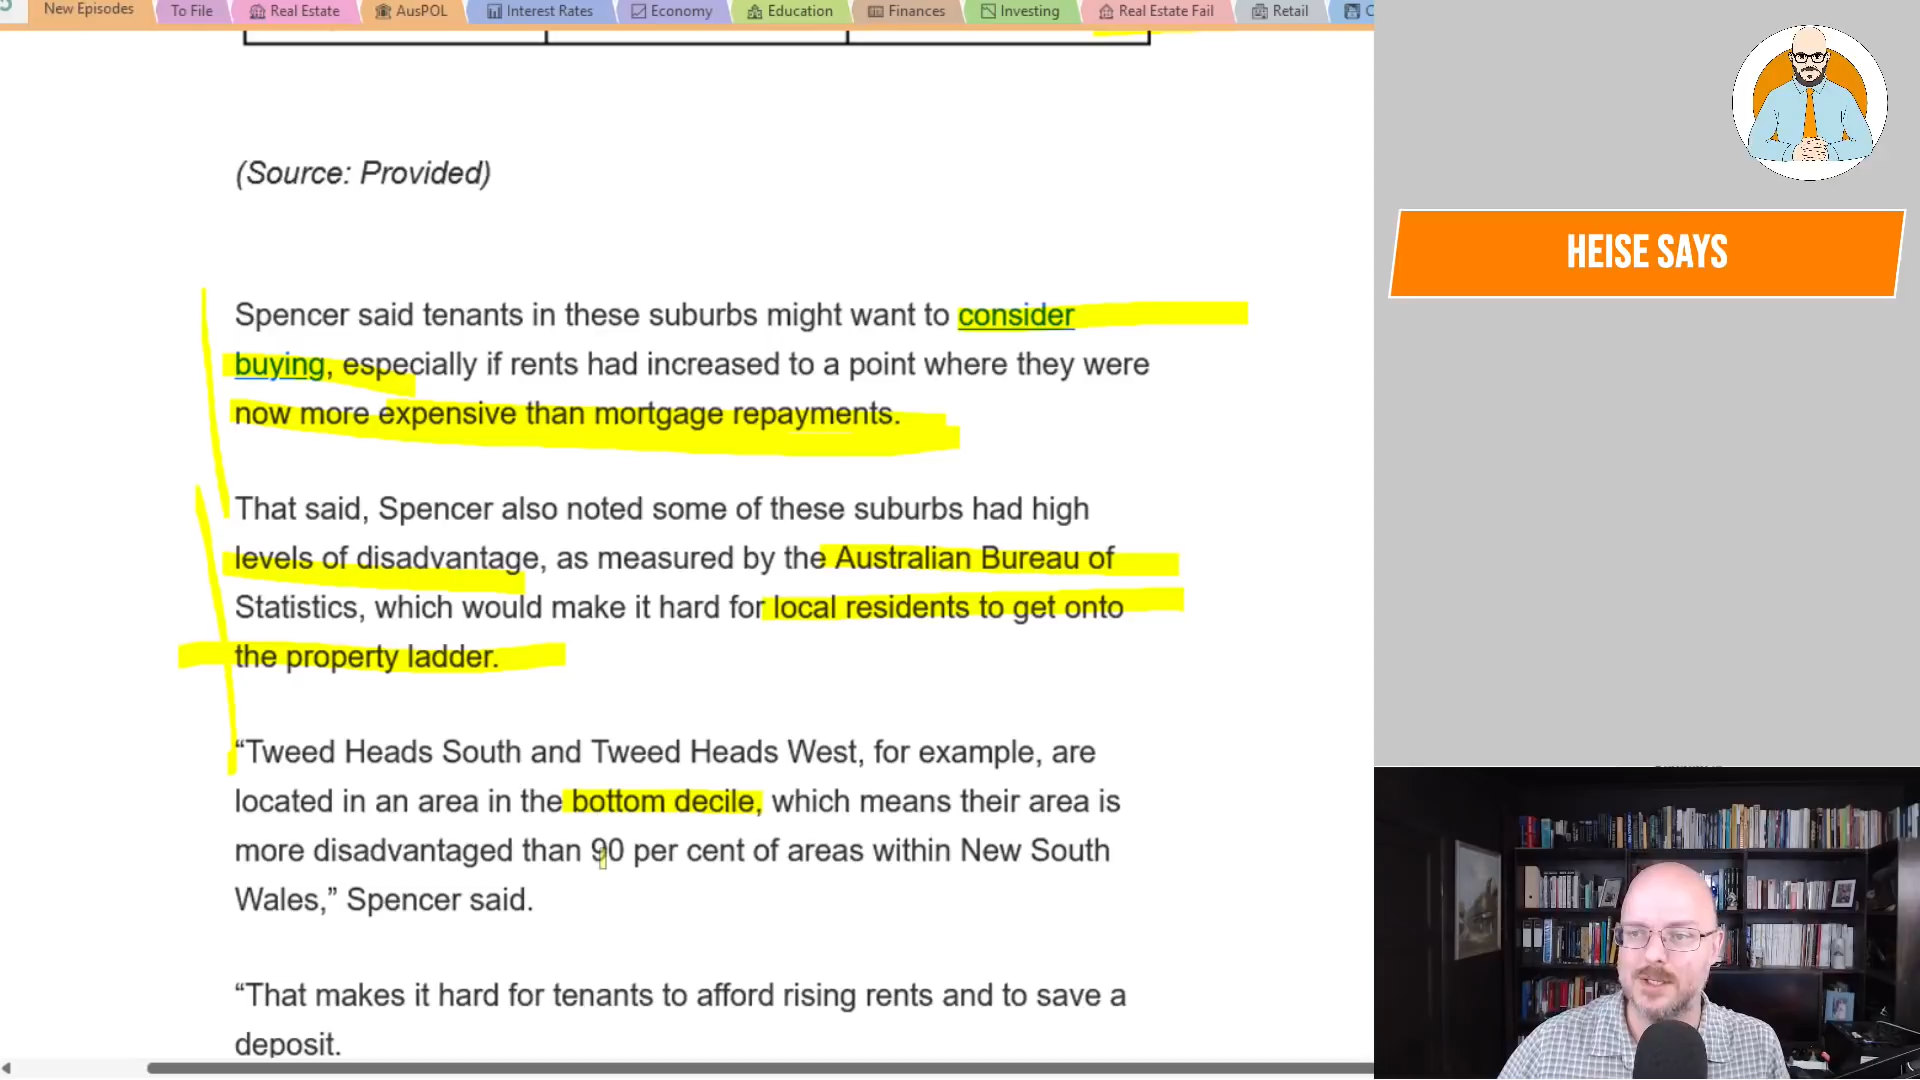 New Episodes
To File
Real Estate
AusPOL
Interest Rates
Economy
Education
Finances
Investing
Real Estate Fail
Retail
(Source: Provided)
HEISE SAYS
Spencer said tenants in these suburbs might want to consider
buying, especially if rents had increased to a point where they were
now more expensive than mortgage repayments.
That said, Spencer also noted some of these suburbs had high
levels of disadvantage, as measured by the Australian Bureau of
Statistics, which would make it hard for local residents to get onto
the property ladder.
“Tweed Heads South and Tweed Heads West, for example, are
located in an area in the bottom decile, which means their area is
more disadvantaged than 90 per cent of areas within New South
Wales,” Spencer said.
“That makes it hard for tenants to afford rising rents and to save a
deposit.